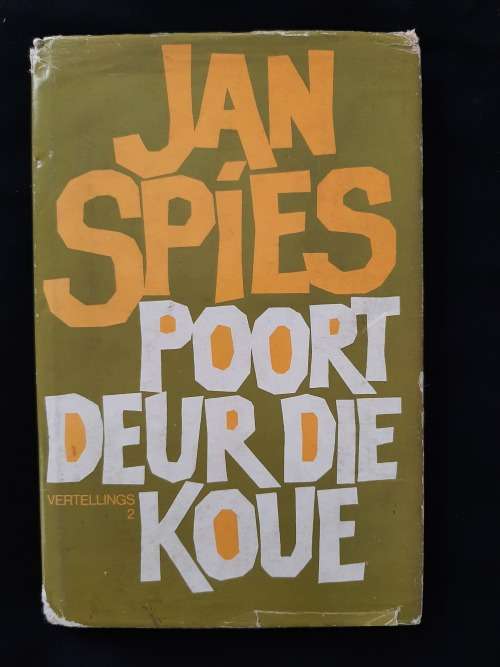 JAN
SPíES
POORT
DEUR DIE
VERTELLINGS
2
KOUE